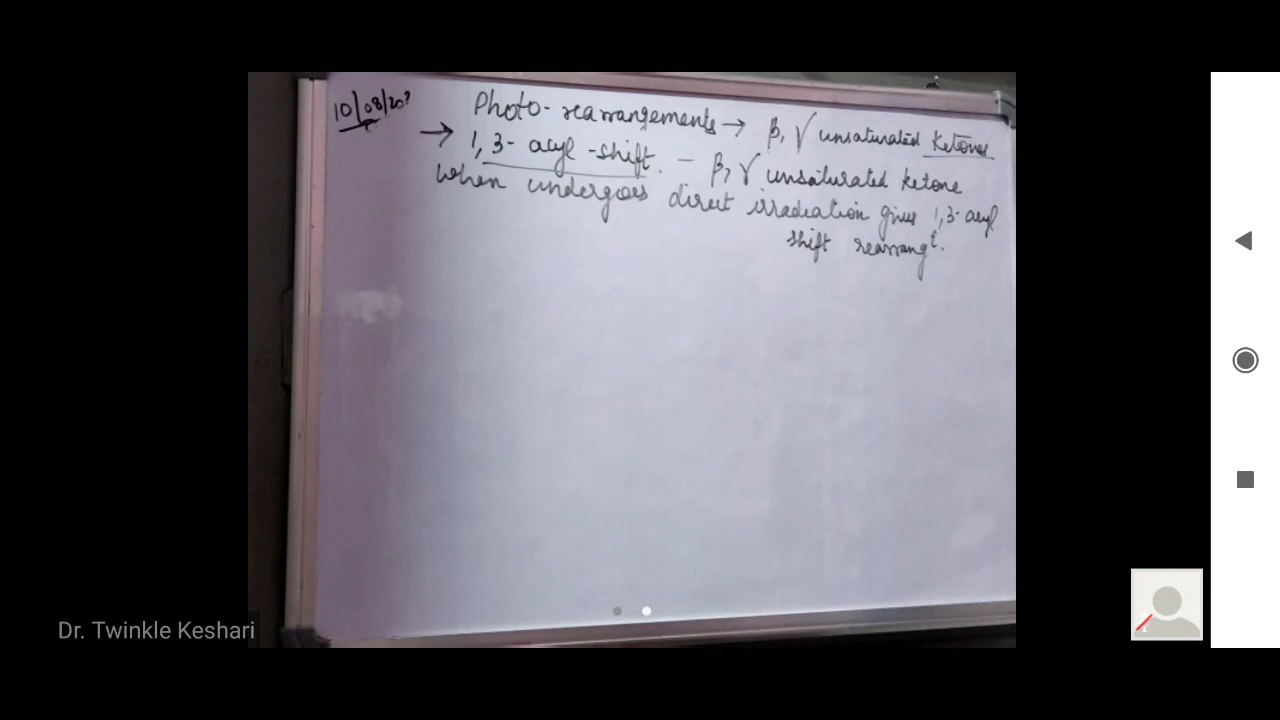 10/08/20
Photo-rearrangements → β, γ unsaturated Ketones
→ 1,3-acyl-shift. - β, γ unsaturated ketone
when undergoes direct irradiation gives 1,3-acyl
shift rearrangt.
Dr. Twinkle Keshari